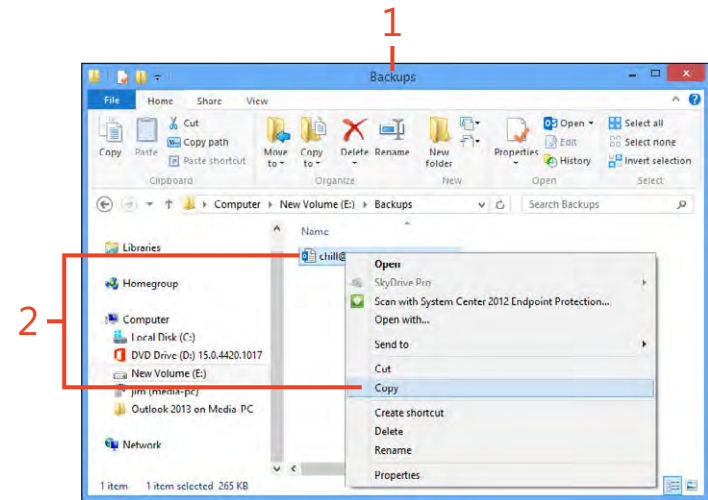 1
Backups
File Home Share View
Copy
Paste
Cut
Copy path
Paste shortcut
Clipboard
Move to
Copy to
Delete
Rename
Organize
New folder
New
Properties
Open
Edit
History
Open
Select all
Select none
Invert selection
Select
Computer New Volume (E:) Backups
Search Backups
Name
Libraries
Homegroup
Computer
Local Disk (C:)
DVD Drive (D:) 15.0.4420.1017
New Volume (E:)
jim (media-pc)
Outlook 2013 on Media-PC
Network
chill@
2
Open
SkyDrive Pro
Scan with System Center 2012 Endpoint Protection...
Open with...
Send to
Cut
Copy
Create shortcut
Delete
Rename
Properties
1 item 1 item selected 265 KB